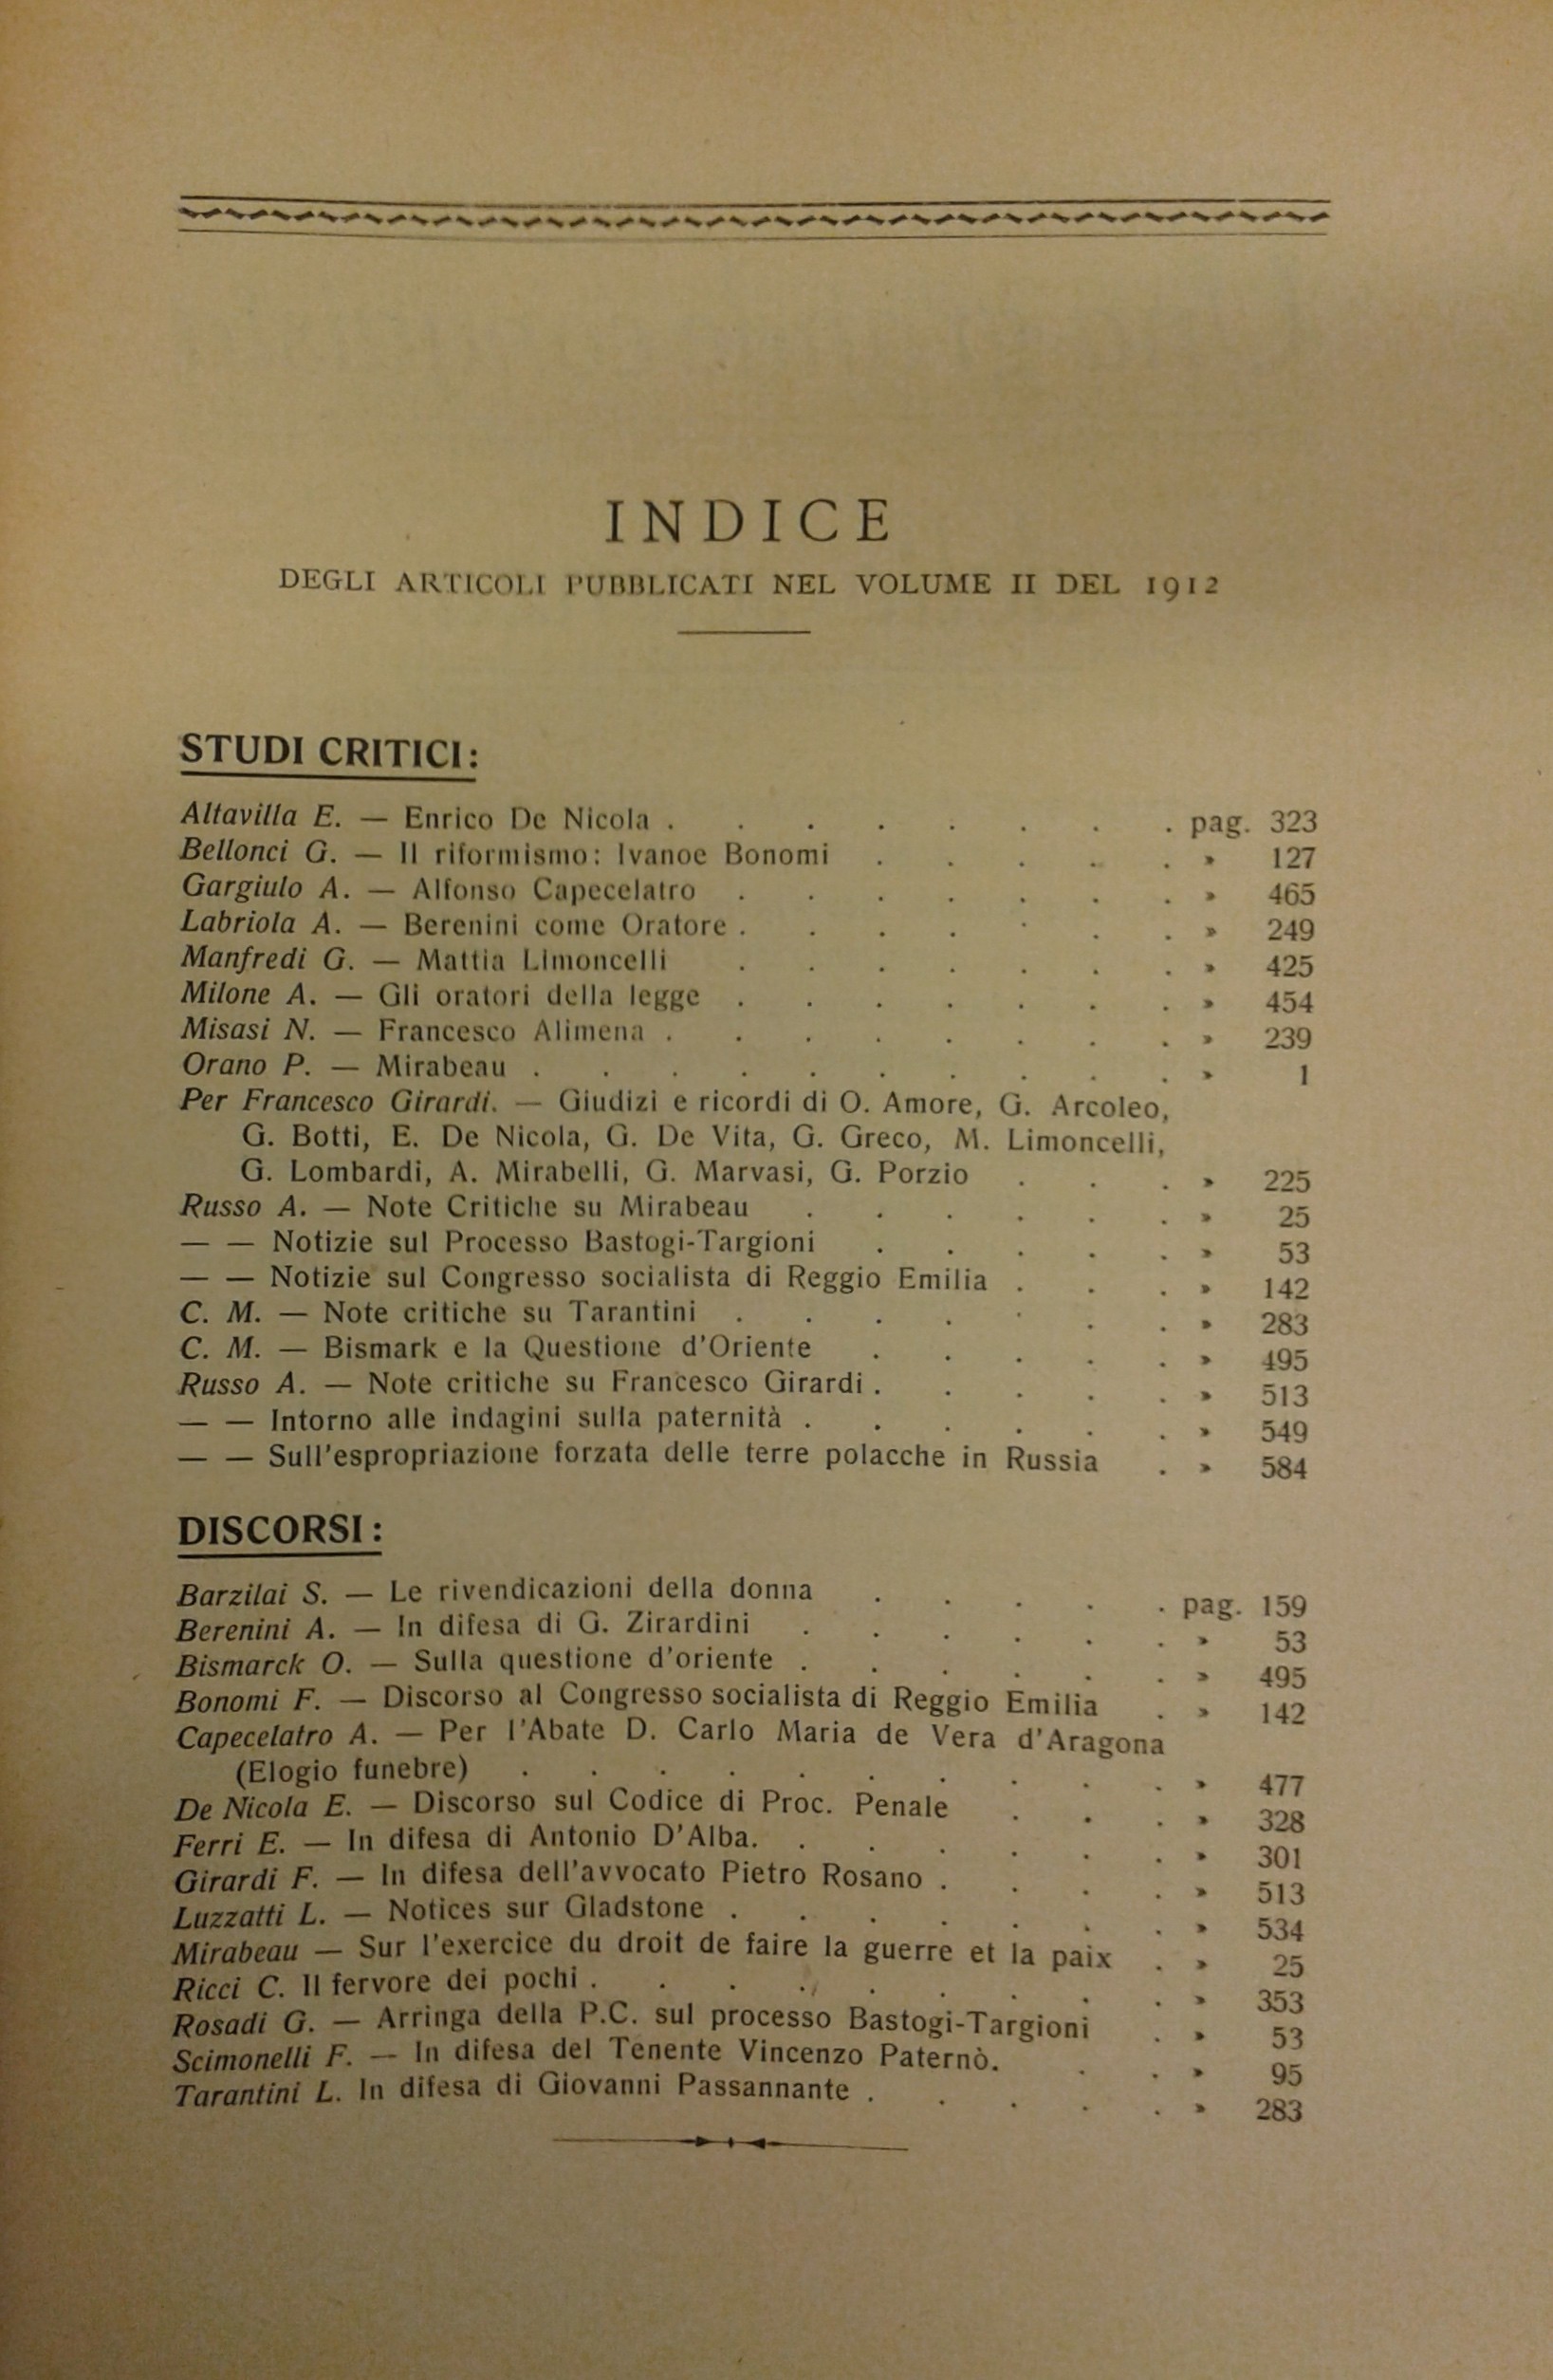 INDICE
DEGLI ARTICOLI PUBBLICATI NEL VOLUME II DEL 1912
STUDI CRITICI:
Altavilla E. — Enrico De Nicola . . . . . . . . pag. 323
Bellonci G. — Il riformismo: Ivanoe Bonomi . . . . . » 127
Gargiulo A. — Alfonso Capecelatro . . . . . . . » 465
Labriola A. — Berenini come Oratore . . . . . . . » 249
Manfredi G. — Mattia Limoncelli . . . . . . . » 425
Milone A. — Gli oratori della legge . . . . . . . » 454
Misasi N. — Francesco Alimena . . . . . . . . » 239
Orano P. — Mirabeau . . . . . . . . . . » 1
Per Francesco Girardi. — Giudizi e ricordi di O. Amore, G. Arcoleo,
G. Botti, E. De Nicola, G. De Vita, G. Greco, M. Limoncelli,
G. Lombardi, A. Mirabelli, G. Marvasi, G. Porzio . . . » 225
Russo A. — Note Critiche su Mirabeau . . . . . . » 25
— — Notizie sul Processo Bastogi-Targioni . . . . . » 53
— — Notizie sul Congresso socialista di Reggio Emilia . . . » 142
C. M. — Note critiche su Tarantini . . . . . . . » 283
C. M. — Bismark e la Questione d'Oriente . . . . . » 495
Russo A. — Note critiche su Francesco Girardi . . . . . » 513
— — Intorno alle indagini sulla paternità . . . . . . » 549
— — Sull'espropriazione forzata delle terre polacche in Russia . » 584
DISCORSI:
Barzilai S. — Le rivendicazioni della donna . . . . . pag. 159
Berenini A. — In difesa di G. Zirardini . . . . . . » 53
Bismarck O. — Sulla questione d'oriente . . . . . . » 495
Bonomi F. — Discorso al Congresso socialista di Reggio Emilia . » 142
Capecelatro A. — Per l'Abate D. Carlo Maria de Vera d'Aragona
(Elogio funebre) . . . . . . . . . . » 477
De Nicola E. — Discorso sul Codice di Proc. Penale . . . » 328
Ferri E. — In difesa di Antonio D'Alba. . . . . . . » 301
Girardi F. — In difesa dell'avvocato Pietro Rosano . . . . » 513
Luzzatti L. — Notices sur Gladstone . . . . . . . » 534
Mirabeau — Sur l'exercice du droit de faire la guerre et la paix . » 25
Ricci C. Il fervore dei pochi . . . . . . . . . » 353
Rosadi G. — Arringa della P.C. sul processo Bastogi-Targioni . » 53
Scimonelli F. — In difesa del Tenente Vincenzo Paternò. . . » 95
Tarantini L. In difesa di Giovanni Passannante . . . . . » 283